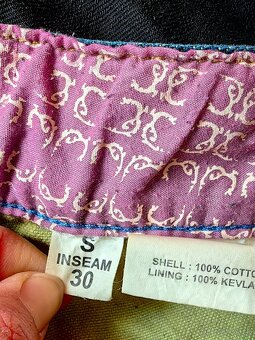 S
INSEAM
30
SHELL : 100% COTTO
LINING : 100% KEVLA